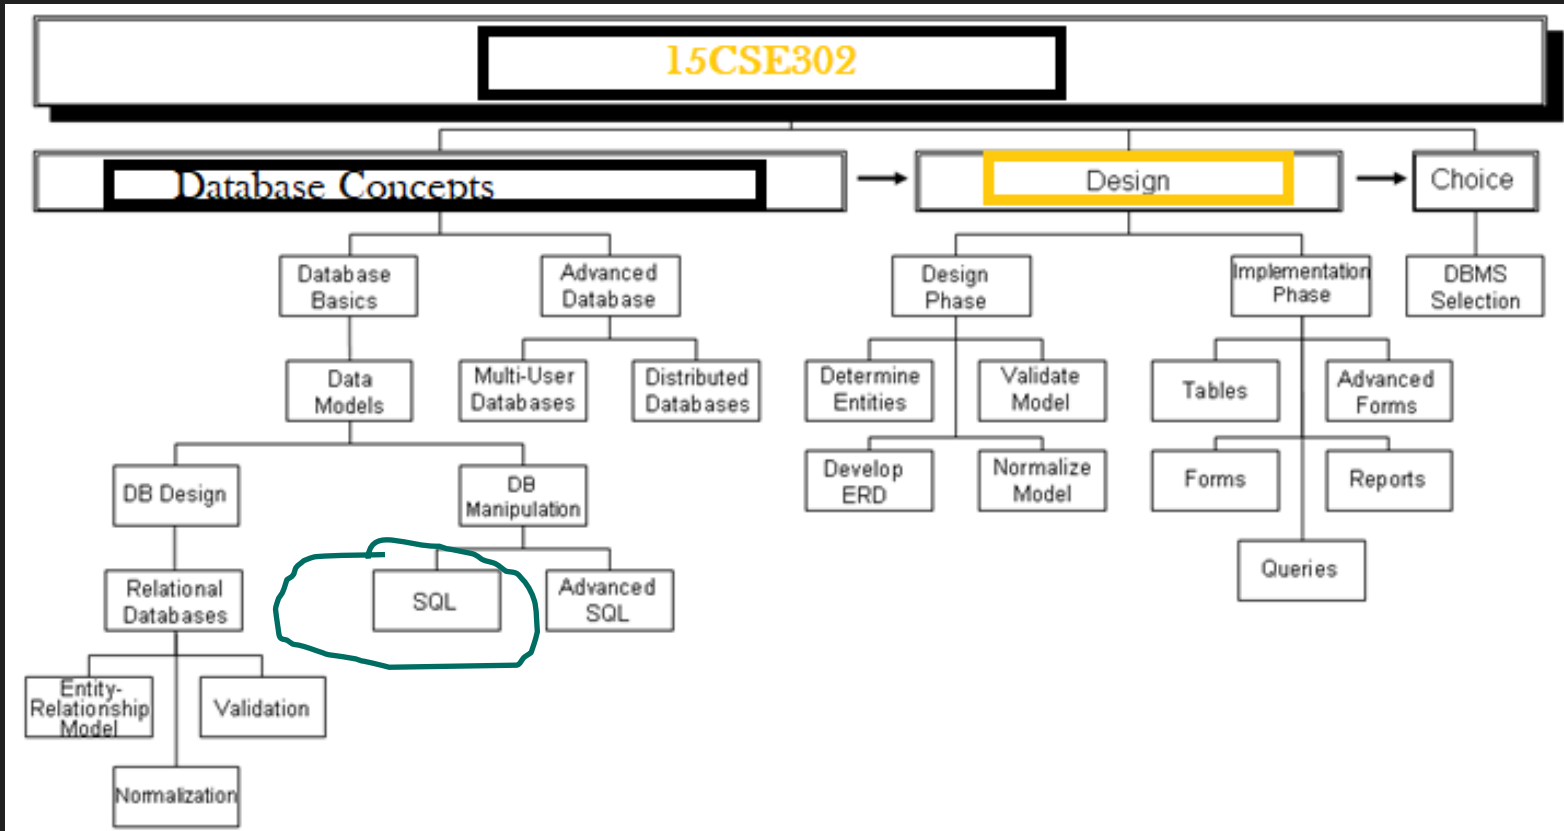 15CSE302
Database Concepts
Design
Choice
Database
Basics
Advanced
Database
Design
Phase
Implementation
Phase
DBMS
Selection
Data
Models
Multi-User
Databases
Distributed
Databases
Determine
Entities
Validate
Model
Tables
Advanced
Forms
DB Design
DB
Manipulation
Develop
ERD
Normalize
Model
Forms
Reports
Relational
Databases
SQL
Advanced
SQL
Queries
Entity-
Relationship
Model
Validation
Normalization